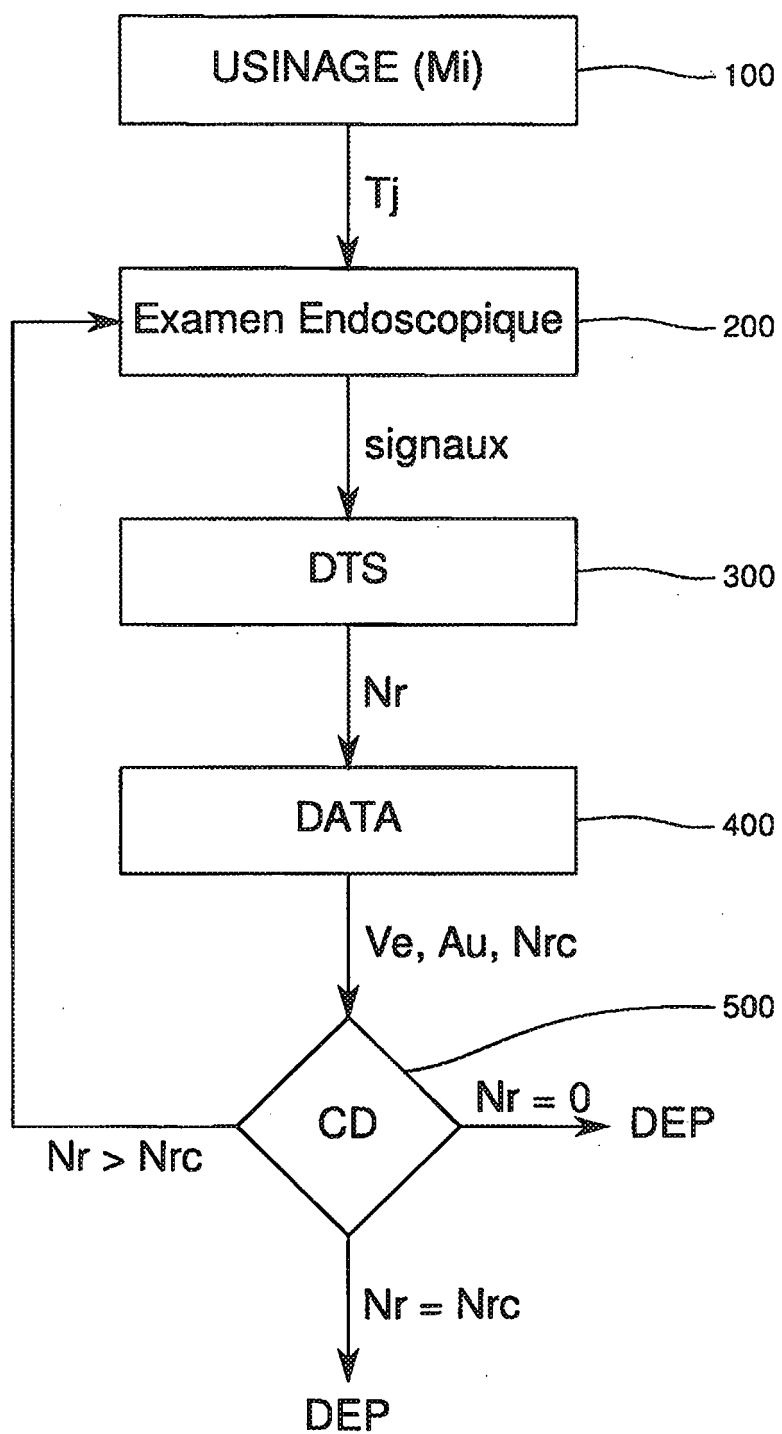 USINAGE (Mi)
100
Tj
Examen Endoscopique
200
signaux
DTS
300
Nr
DATA
400
Ve, Au, Nrc
500
CD
Nr = 0
DEP
Nr > Nrc
Nr = Nrc
DEP